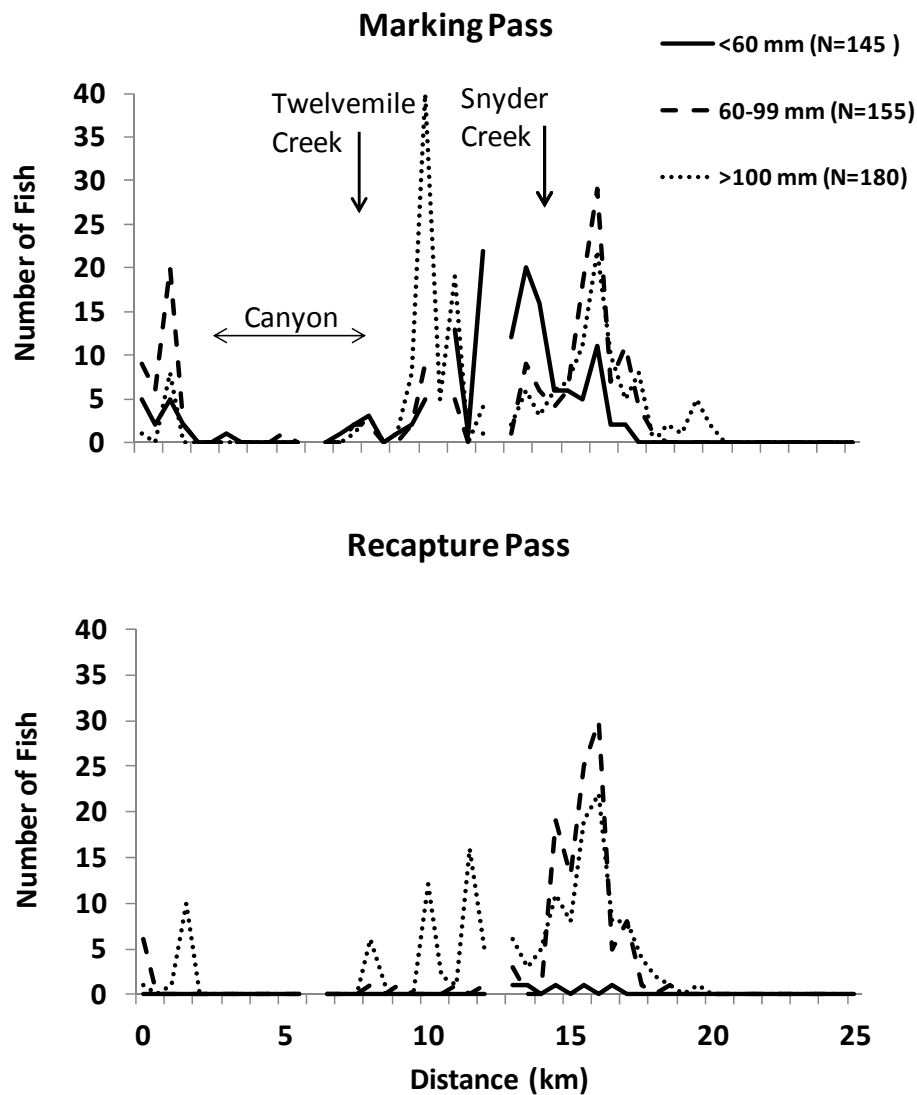 Marking Pass
<60 mm (N=145 )
60-99 mm (N=155)
>100 mm (N=180)
Twelvemile
Creek
Snyder
Creek
Canyon
Number of Fish
40
35
30
25
20
15
10
5
0
Recapture Pass
Number of Fish
40
35
30
25
20
15
10
5
0
0 5 10 15 20 25
Distance (km)